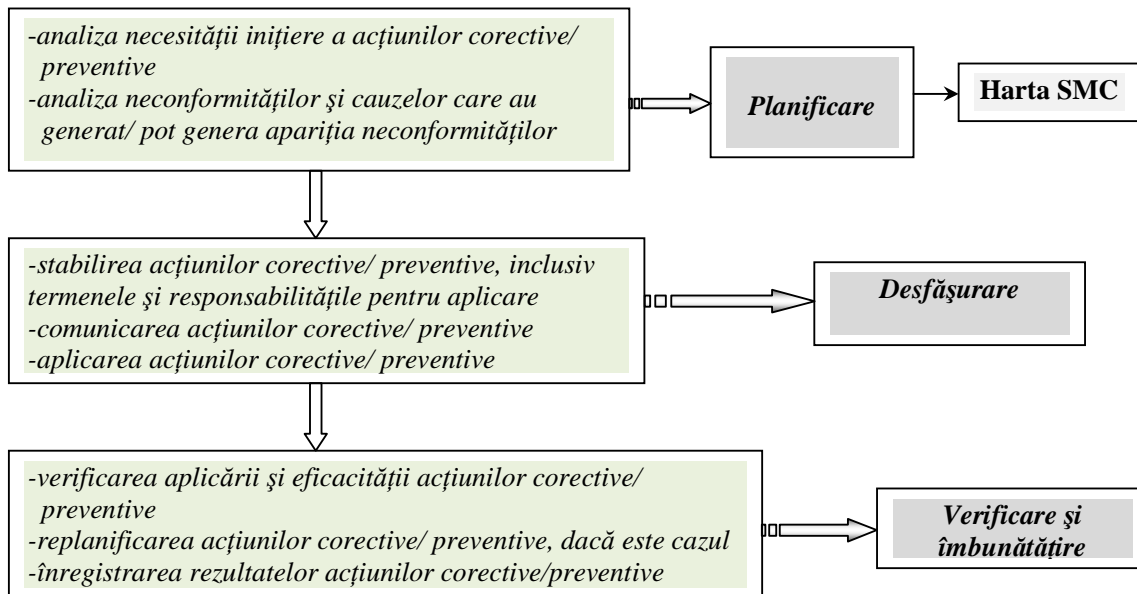 -analiza necesității inițiere a acțiunilor corective/
preventive
-analiza neconformităților şi cauzelor care au
generat/ pot genera apariția neconformităților
Planificare
Harta SMC
-stabilirea acțiunilor corective/ preventive, inclusiv
termenele şi responsabilitățile pentru aplicare
-comunicarea acțiunilor corective/ preventive
-aplicarea acțiunilor corective/ preventive
Desfăşurare
-verificarea aplicării şi eficacității acțiunilor corective/
preventive
-replanificarea acțiunilor corective/ preventive, dacă este cazul
-înregistrarea rezultatelor acțiunilor corective/preventive
Verificare şi
îmbunătățire